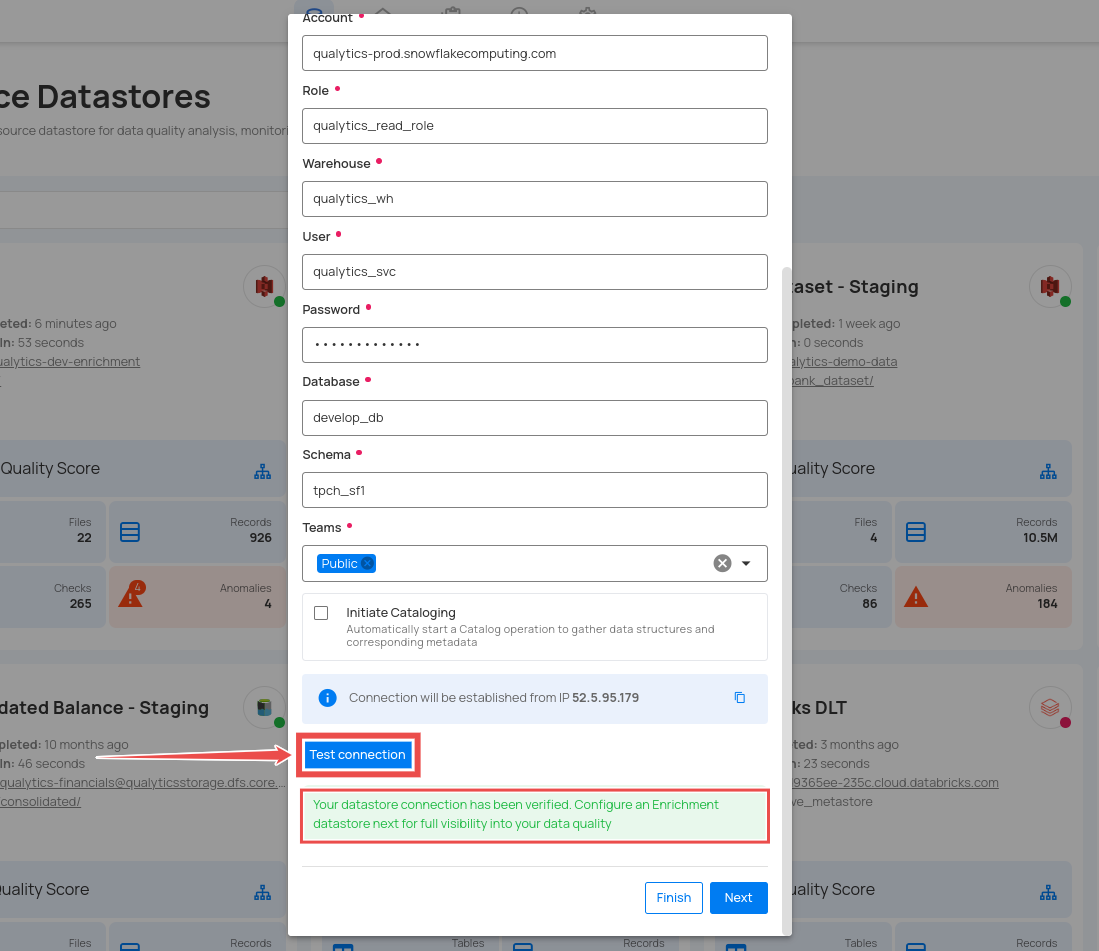 Account
qualytics-prod.snowflakecomputing.com
Role
qualytics_read_role
Warehouse
qualytics_wh
User
qualytics_svc
Password
•••••••••••••
Database
develop_db
Schema
tpch_sf1
Teams
Public
Initiate Cataloging
Automatically start a Catalog operation to gather data structures and
corresponding metadata
Connection will be established from IP 52.5.95.179
Test connection
Your datastore connection has been verified. Configure an Enrichment
datastore next for full visibility into your data quality
Finish Next
ce Datastores
source datastore for data quality analysis, monitori
eted: 6 minutes ago
In: 53 seconds
ualytics-dev-enrichment
/
Quality Score
Files
22
Records
926
Checks
265
4
Anomalies
4
dated Balance - Staging
pleted: 10 months ago
In: 46 seconds
qualytics-financials@qualyticsstorage.dfs.core....
consolidated/
Quality Score
Files
Records
Tables
Records
taset - Staging
pleted: 1 week ago
n: 0 seconds
alytics-demo-data
bank_dataset/
uality Score
Files
4
Records
10.5M
Checks
86
Anomalies
184
ks DLT
ted: 3 months ago
n: 23 seconds
9365ee-235c.cloud.databricks.com
ve_metastore
uality Score
Tables
Records